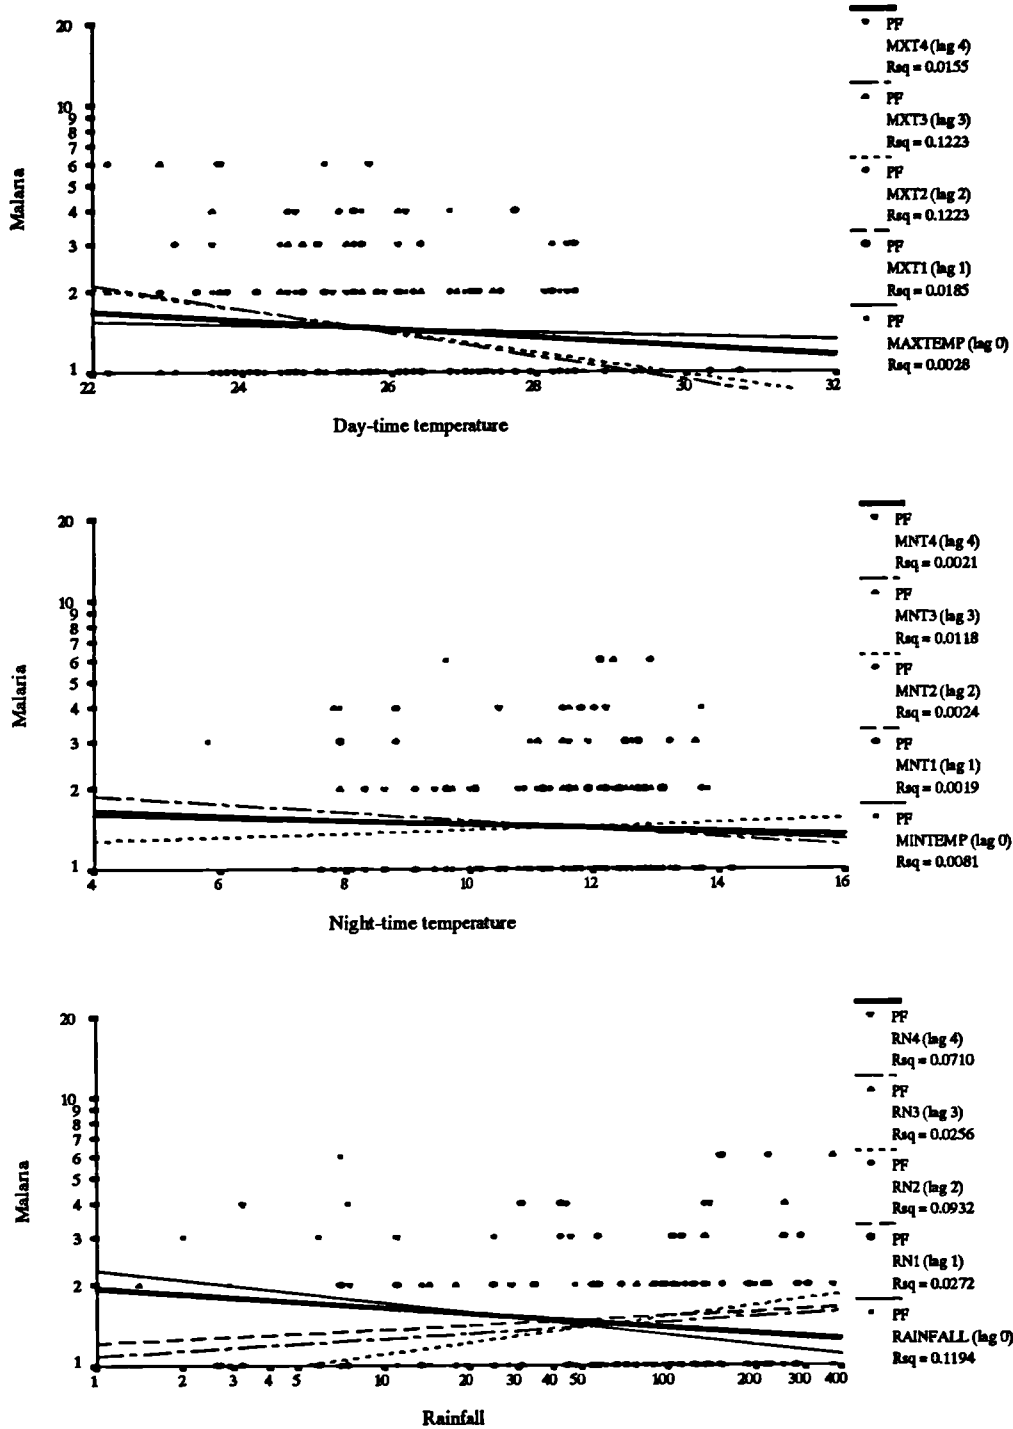 20
10
9
8
7
6
5
4
3
2
1
Malaria
22
24
26
28
30
32
Day-time temperature
PF
MXT4 (lag 4)
Rsq = 0.0155
PF
MXT3 (lag 3)
Rsq = 0.1223
PF
MXT2 (lag 2)
Rsq = 0.1223
PF
MXT1 (lag 1)
Rsq = 0.0185
PF
MAXTEMP (lag 0)
Rsq = 0.0028
20
10
9
8
7
6
5
4
3
2
1
Malaria
4
6
8
10
12
14
16
Night-time temperature
PF
MNT4 (lag 4)
Rsq = 0.0021
PF
MNT3 (lag 3)
Rsq = 0.0118
PF
MNT2 (lag 2)
Rsq = 0.0024
PF
MNT1 (lag 1)
Rsq = 0.0019
PF
MINTEMP (lag 0)
Rsq = 0.0081
20
10
9
8
7
6
5
4
3
2
1
Malaria
1
2
3
4
5
10
20
30
40
50
100
200
300
400
Rainfall
PF
RN4 (lag 4)
Rsq = 0.0710
PF
RN3 (lag 3)
Rsq = 0.0256
PF
RN2 (lag 2)
Rsq = 0.0932
PF
RN1 (lag 1)
Rsq = 0.0272
PF
RAINFALL (lag 0)
Rsq = 0.1194